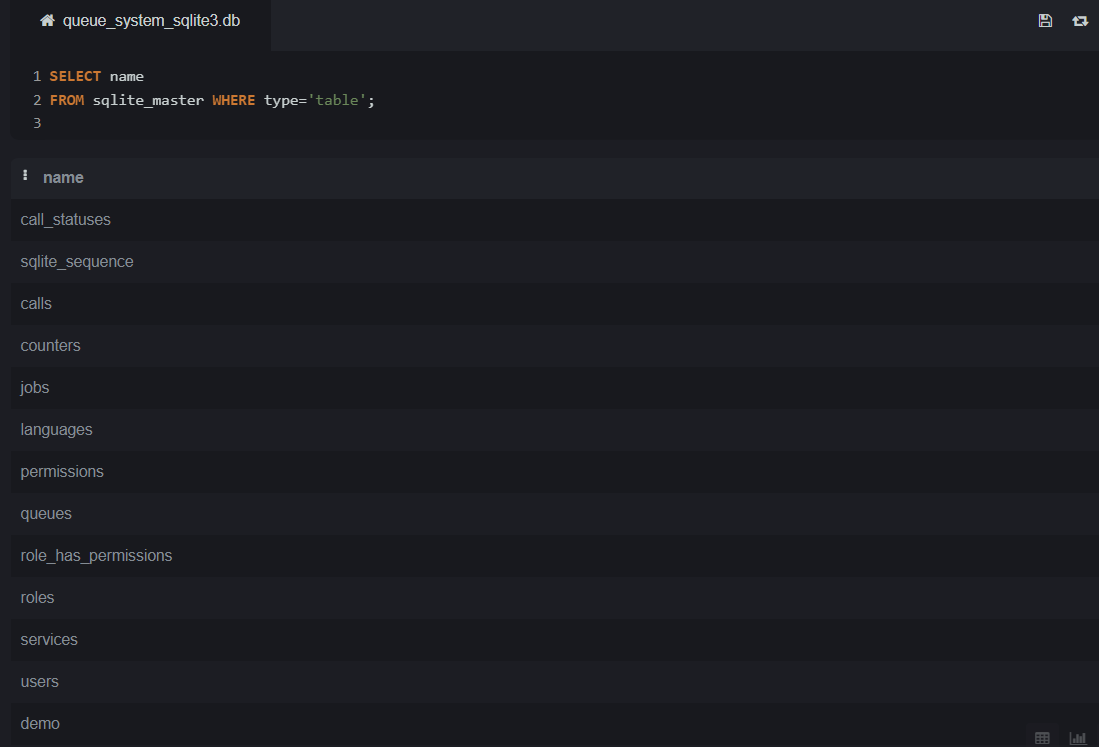 queue_system_sqlite3.db
1 SELECT name
2 FROM sqlite_master WHERE type='table';
3
name
call_statuses
sqlite_sequence
calls
counters
jobs
languages
permissions
queues
role_has_permissions
roles
services
users
demo